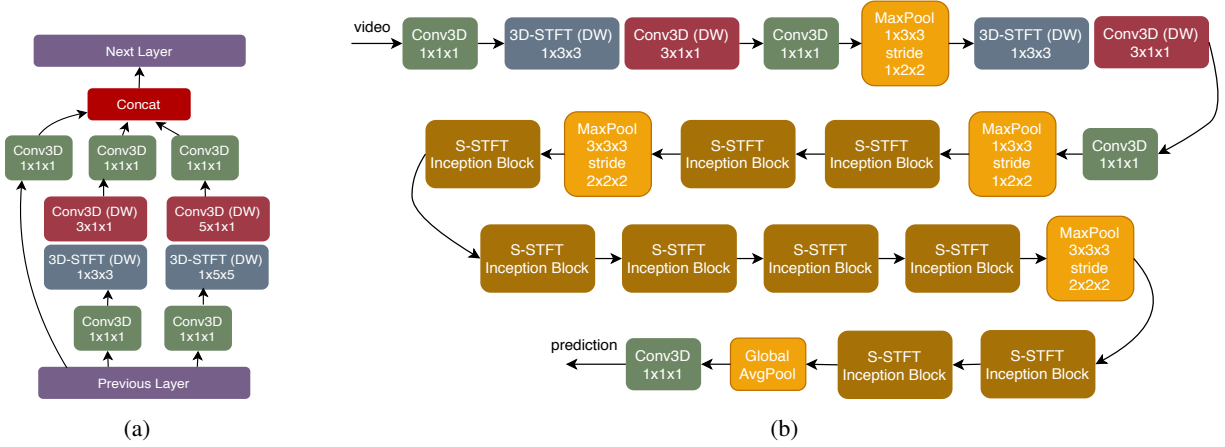 Next Layer
Concat
Conv3D
1x1x1
Conv3D
1x1x1
Conv3D
1x1x1
Conv3D (DW)
3x1x1
Conv3D (DW)
5x1x1
3D-STFT (DW)
1x3x3
3D-STFT (DW)
1x5x5
Conv3D
1x1x1
Conv3D
1x1x1
Previous Layer
(a)
video
Conv3D
1x1x1
3D-STFT (DW)
1x3x3
Conv3D (DW)
3x1x1
Conv3D
1x1x1
MaxPool
1x3x3
stride
1x2x2
3D-STFT (DW)
1x3x3
Conv3D (DW)
3x1x1
S-STFT
Inception Block
MaxPool
3x3x3
stride
2x2x2
S-STFT
Inception Block
S-STFT
Inception Block
MaxPool
1x3x3
stride
1x2x2
Conv3D
1x1x1
S-STFT
Inception Block
S-STFT
Inception Block
S-STFT
Inception Block
S-STFT
Inception Block
MaxPool
3x3x3
stride
2x2x2
prediction
Conv3D
1x1x1
Global
AvgPool
S-STFT
Inception Block
S-STFT
Inception Block
(b)